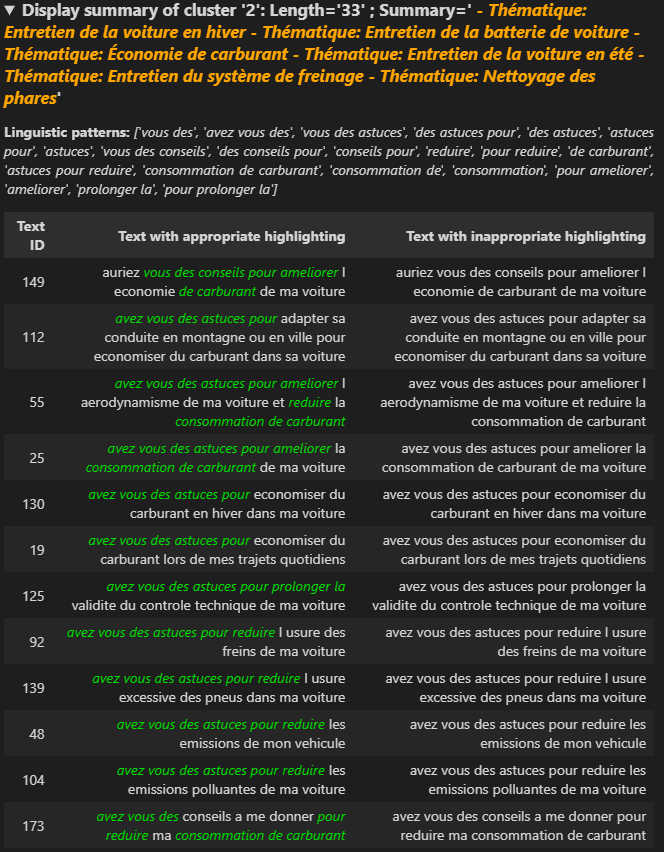 ▼ Display summary of cluster '2': Length='33' ; Summary=' - Thématique:
Entretien de la voiture en hiver - Thématique: Entretien de la batterie de voiture -
Thématique: Économie de carburant - Thématique: Entretien de la voiture en été -
Thématique: Entretien du système de freinage - Thématique: Nettoyage des
phares'
Linguistic patterns: ['vous des', 'avez vous des', 'vous des astuces', 'des astuces pour', 'des astuces', 'astuces
pour', 'astuces', 'vous des conseils', 'des conseils pour', 'conseils pour', 'reduire', 'pour reduire', 'de carburant',
'astuces pour reduire', 'consommation de carburant', 'consommation de', 'consommation', 'pour ameliorer',
'ameliorer', 'prolonger la', 'pour prolonger la']
Text
ID
Text with appropriate highlighting
Text with inappropriate highlighting
149
auriez vous des conseils pour ameliorer l
economie de carburant de ma voiture
auriez vous des conseils pour ameliorer l
economie de carburant de ma voiture
112
avez vous des astuces pour adapter sa
conduite en montagne ou en ville pour
economiser du carburant dans sa voiture
avez vous des astuces pour adapter sa
conduite en montagne ou en ville pour
economiser du carburant dans sa voiture
55
avez vous des astuces pour ameliorer l
aerodynamisme de ma voiture et reduire la
consommation de carburant
avez vous des astuces pour ameliorer l
aerodynamisme de ma voiture et reduire la
consommation de carburant
25
avez vous des astuces pour ameliorer la
consommation de carburant de ma voiture
avez vous des astuces pour ameliorer la
consommation de carburant de ma voiture
130
avez vous des astuces pour economiser du
carburant en hiver dans ma voiture
avez vous des astuces pour economiser du
carburant en hiver dans ma voiture
19
avez vous des astuces pour economiser du
carburant lors de mes trajets quotidiens
avez vous des astuces pour economiser du
carburant lors de mes trajets quotidiens
125
avez vous des astuces pour prolonger la
validite du controle technique de ma voiture
avez vous des astuces pour prolonger la
validite du controle technique de ma voiture
92
avez vous des astuces pour reduire l usure des
freins de ma voiture
avez vous des astuces pour reduire l usure
des freins de ma voiture
139
avez vous des astuces pour reduire l usure
excessive des pneus dans ma voiture
avez vous des astuces pour reduire l usure
excessive des pneus dans ma voiture
48
avez vous des astuces pour reduire les
emissions de mon vehicule
avez vous des astuces pour reduire les
emissions de mon vehicule
104
avez vous des astuces pour reduire les
emissions polluantes de ma voiture
avez vous des astuces pour reduire les
emissions polluantes de ma voiture
173
avez vous des conseils a me donner pour
reduire ma consommation de carburant
avez vous des conseils a me donner pour
reduire ma consommation de carburant